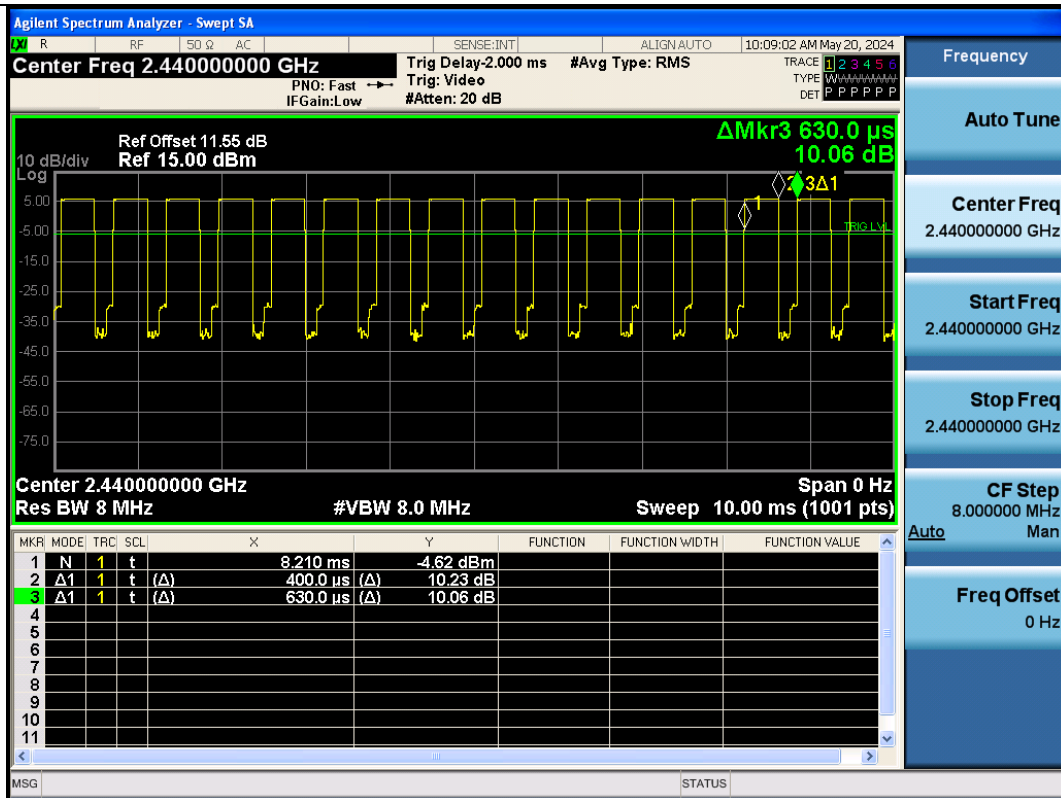 Agilent Spectrum Analyzer - Swept SA
LXI R RF 50 Ω AC SENSE:INT ALIGN AUTO 10:09:02 AM May 20, 2024
Center Freq 2.440000000 GHz
PNO: Fast
IFGain:Low
Trig Delay-2.000 ms
Trig: Video
#Atten: 20 dB
#Avg Type: RMS
TRACE 1 2 3 4 5 6
TYPE WWWWWW
DET P P P P P P
Ref Offset 11.55 dB
10 dB/div Ref 15.00 dBm
Log
ΔMkr3 630.0 µs
10.06 dB
5.00
-5.00
-15.0
-25.0
-35.0
-45.0
-55.0
-65.0
-75.0
1
2 3Δ1
TRIG LVL
Center 2.440000000 GHz Span 0 Hz
Res BW 8 MHz #VBW 8.0 MHz Sweep 10.00 ms (1001 pts)
MKR MODE TRC SCL X Y FUNCTION FUNCTION WIDTH FUNCTION VALUE
1 N 1 t 8.210 ms -4.62 dBm
2 Δ1 1 t (Δ) 400.0 µs (Δ) 10.23 dB
3 Δ1 1 t (Δ) 630.0 µs (Δ) 10.06 dB
4
5
6
7
8
9
10
11
MSG STATUS
Frequency
Auto Tune
Center Freq
2.440000000 GHz
Start Freq
2.440000000 GHz
Stop Freq
2.440000000 GHz
CF Step
8.000000 MHz
Auto Man
Freq Offset
0 Hz